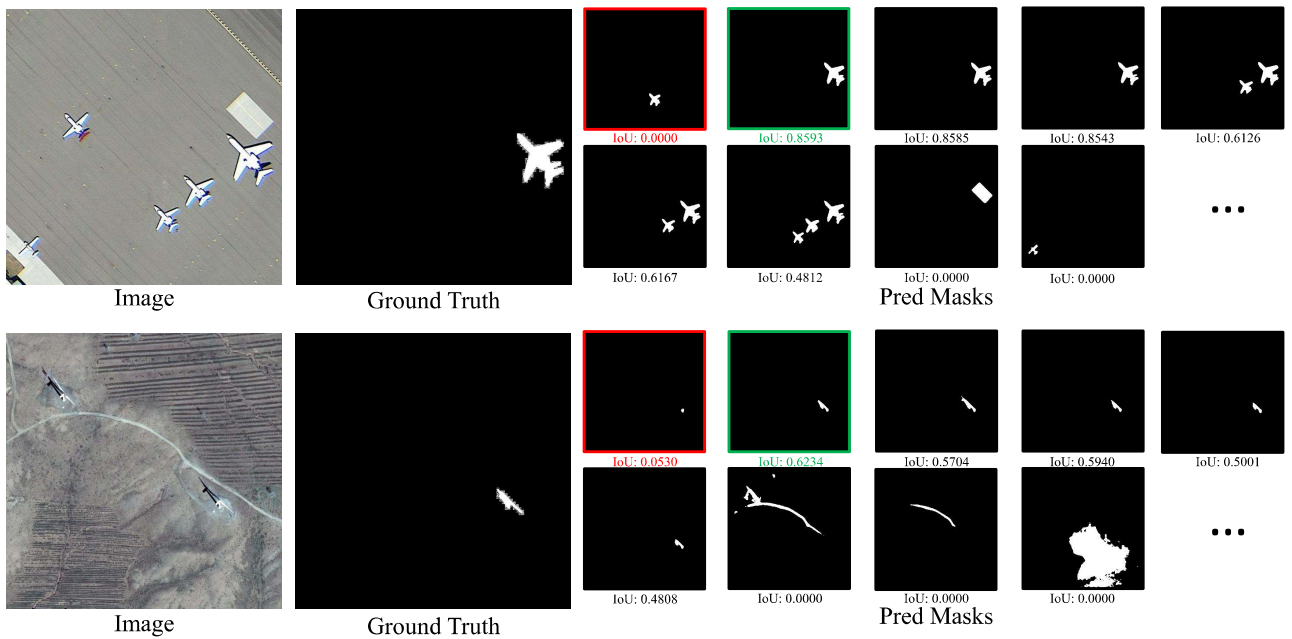 IoU: 0.0000
IoU: 0.8593
IoU: 0.8585
IoU: 0.8543
IoU: 0.6126
IoU: 0.6167
IoU: 0.4812
IoU: 0.0000
IoU: 0.0000
Image
Ground Truth
Pred Masks
IoU: 0.0530
IoU: 0.6234
IoU: 0.5704
IoU: 0.5940
IoU: 0.5001
IoU: 0.4808
IoU: 0.0000
IoU: 0.0000
IoU: 0.0000
Image
Ground Truth
Pred Masks